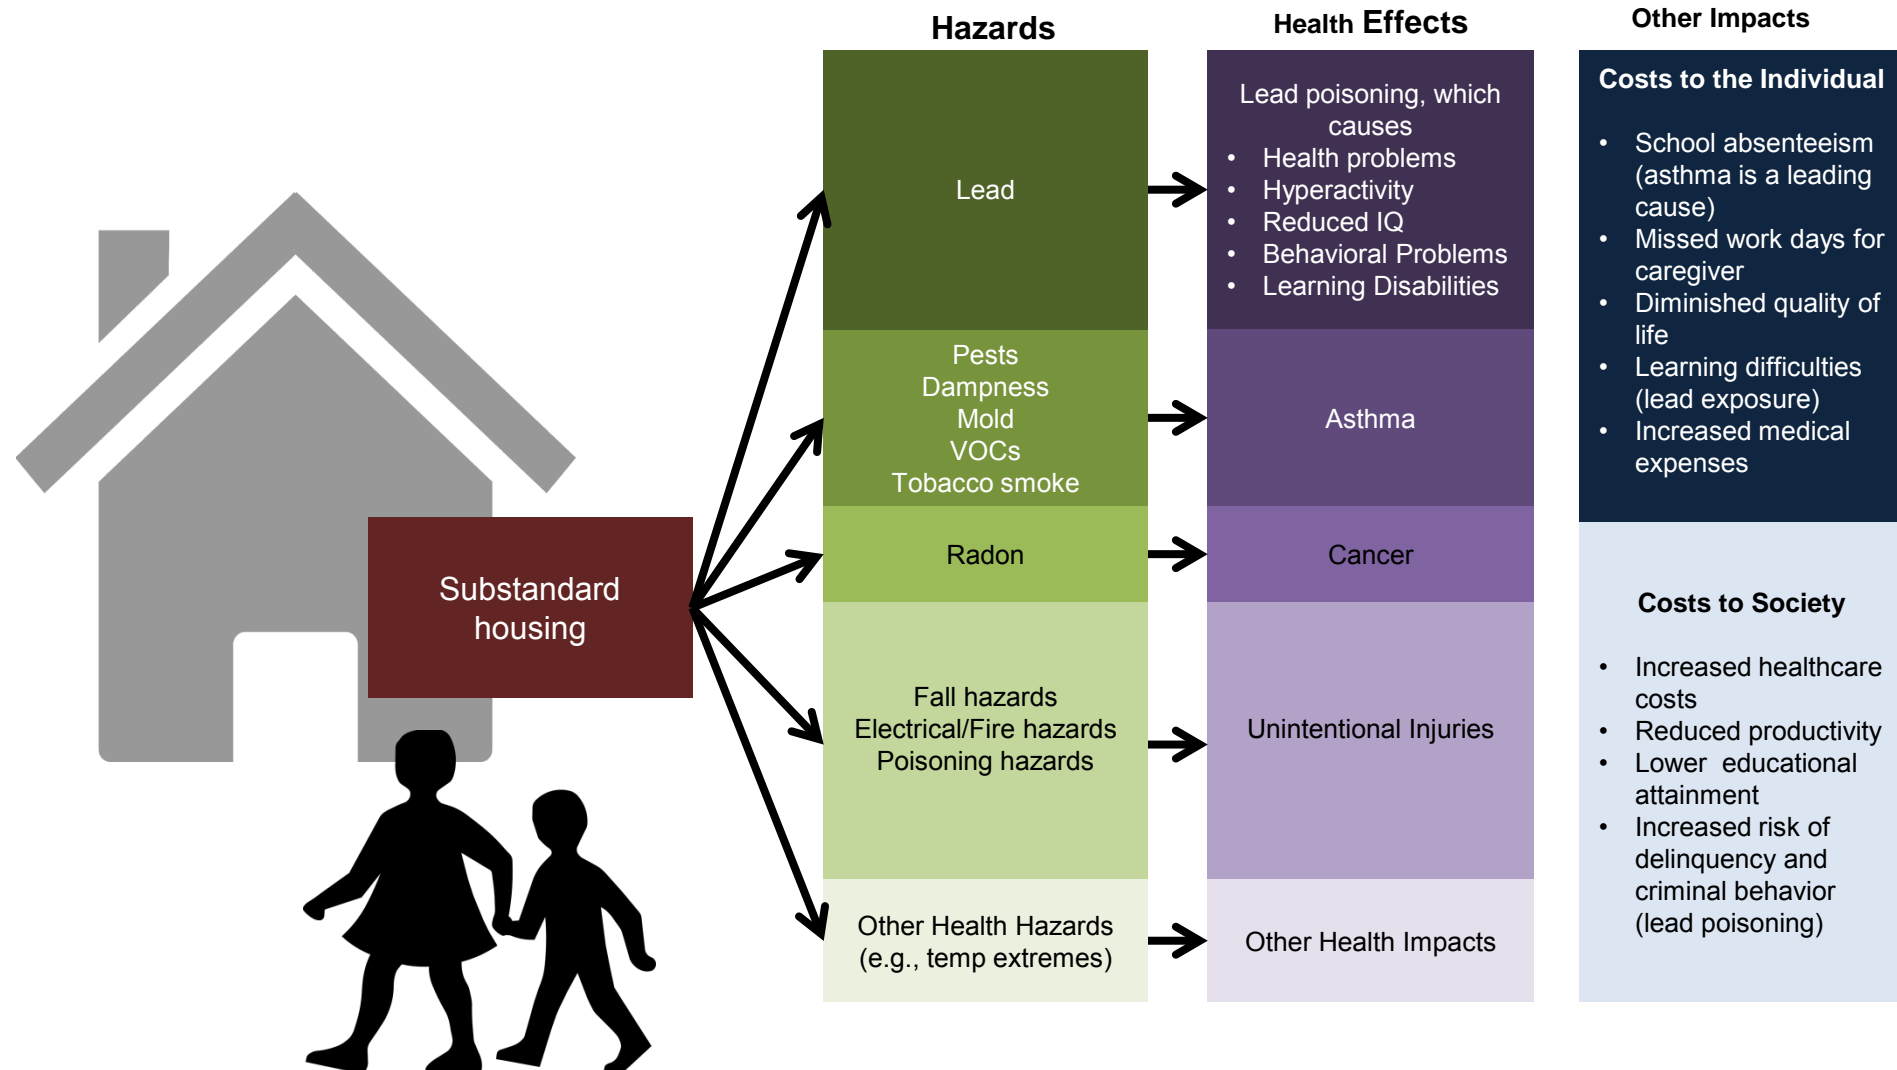 Hazards
Health Effects
Other Impacts
Substandard
housing
Lead
Pests
Dampness
Mold
VOCs
Tobacco smoke
Radon
Fall hazards
Electrical/Fire hazards
Poisoning hazards
Other Health Hazards
(e.g., temp extremes)
Lead poisoning, which
causes
• Health problems
• Hyperactivity
• Reduced IQ
• Behavioral Problems
• Learning Disabilities
Asthma
Cancer
Unintentional Injuries
Other Health Impacts
Costs to the Individual
• School absenteeism
(asthma is a leading
cause)
• Missed work days for
caregiver
• Diminished quality of
life
• Learning difficulties
(lead exposure)
• Increased medical
expenses
Costs to Society
• Increased healthcare
costs
• Reduced productivity
• Lower educational
attainment
• Increased risk of
delinquency and
criminal behavior
(lead poisoning)